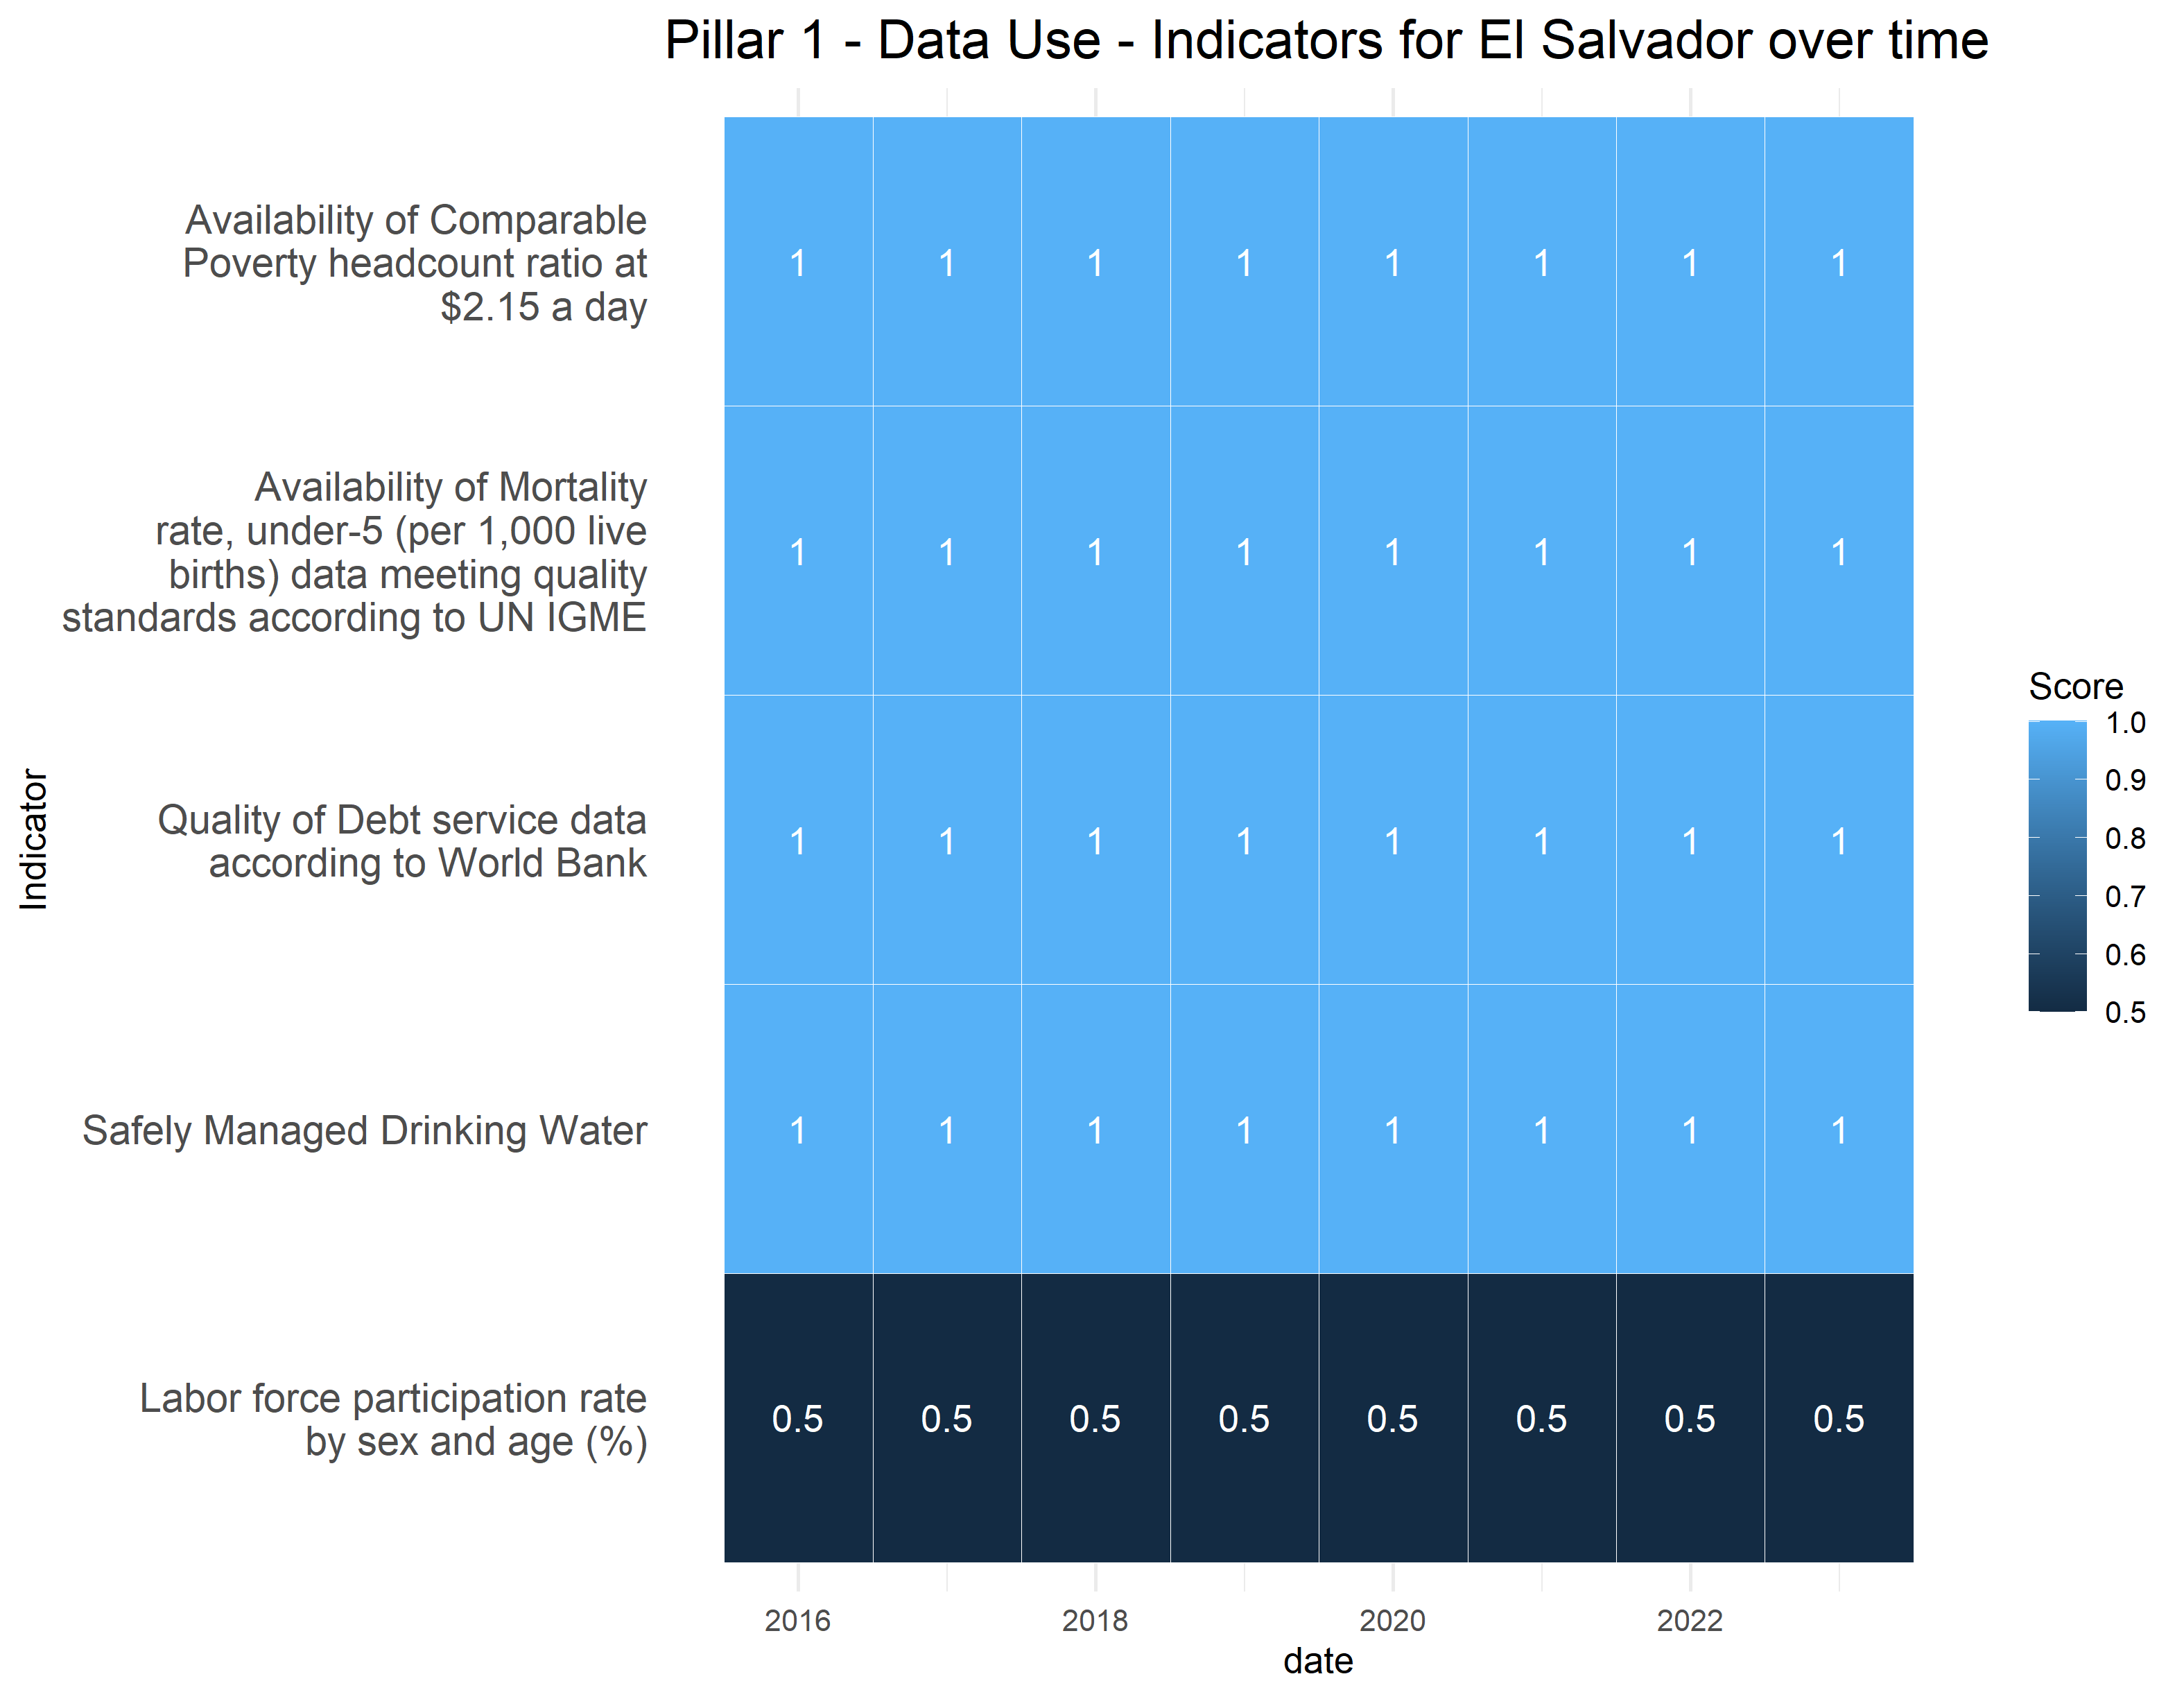 Pillar 1 - Data Use - Indicators for El Salvador over time
Indicator
Availability of Comparable
Poverty headcount ratio at
$2.15 a day
1 1 1 1 1 1 1 1
Availability of Mortality
rate, under-5 (per 1,000 live
births) data meeting quality
standards according to UN IGME
1 1 1 1 1 1 1 1
Quality of Debt service data
according to World Bank
1 1 1 1 1 1 1 1
Safely Managed Drinking Water
1 1 1 1 1 1 1 1
Labor force participation rate
by sex and age (%)
0.5 0.5 0.5 0.5 0.5 0.5 0.5 0.5
2016 2018 2020 2022
date
Score
1.0
0.9
0.8
0.7
0.6
0.5